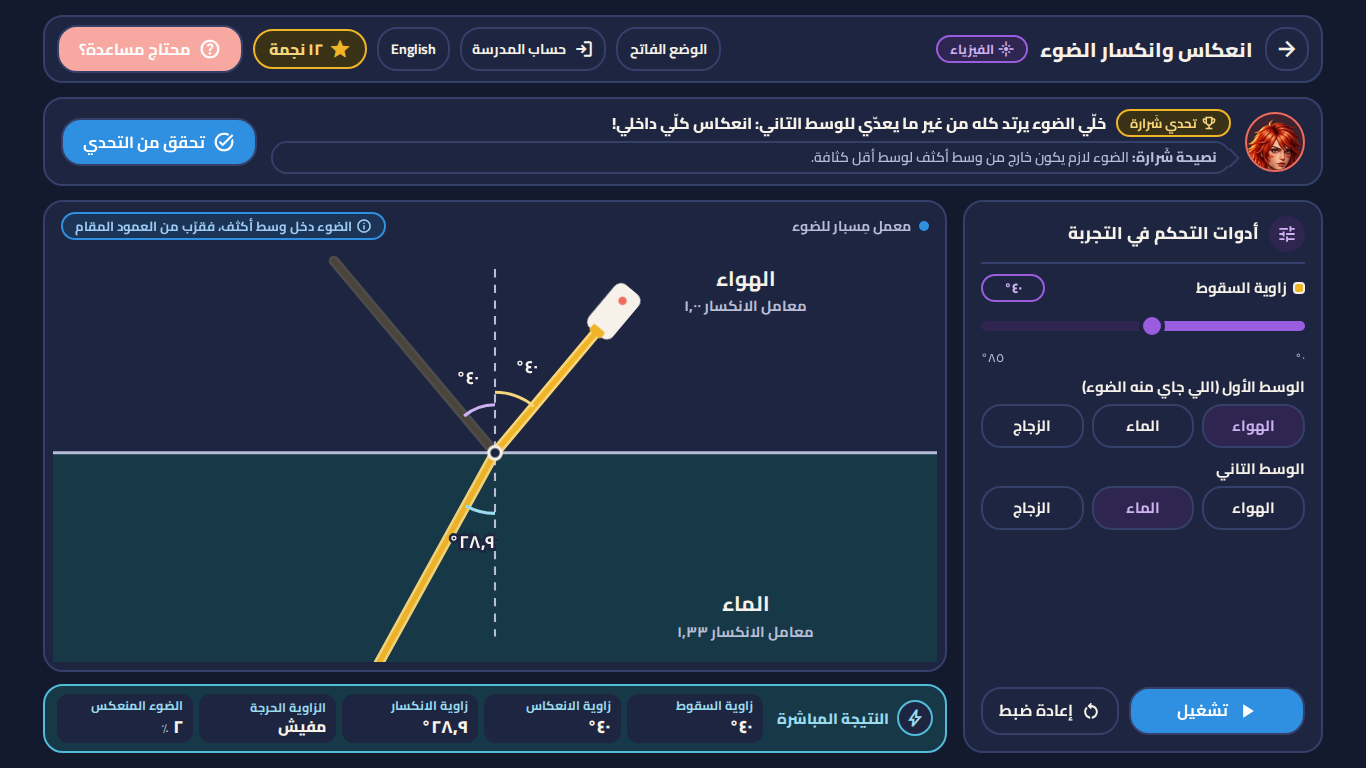 انعكاس وانكسار الضوء
الفيزياء
الوضع الفاتح
حساب المدرسة
English
١٢ نجمة
محتاج مساعدة؟
تحدي شرارة
خلّي الضوء يرتد كله من غير ما يعدّي للوسط التاني: انعكاس كلّي داخلي!
نصيحة شرارة: الضوء لازم يكون خارج من وسط أكثف لوسط أقل كثافة.
تحقق من التحدي
أدوات التحكم في التجربة
زاوية السقوط
٤٠°
٠°
٨٥°
الوسط الأول (اللي جاي منه الضوء)
الهواء
الماء
الزجاج
الوسط التاني
الهواء
الماء
الزجاج
تشغيل
إعادة ضبط
معمل مسبار للضوء
الضوء دخل وسط أكثف، فقرّب من العمود المقام
الهواء
معامل الانكسار ١٫٠٠
٤٠°
٤٠°
٢٨٫٩°
الماء
معامل الانكسار ١٫٣٣
النتيجة المباشرة
زاوية السقوط
٤٠°
زاوية الانعكاس
٤٠°
زاوية الانكسار
٢٨٫٩°
الزاوية الحرجة
مفيش
الضوء المنعكس
٢ ٪